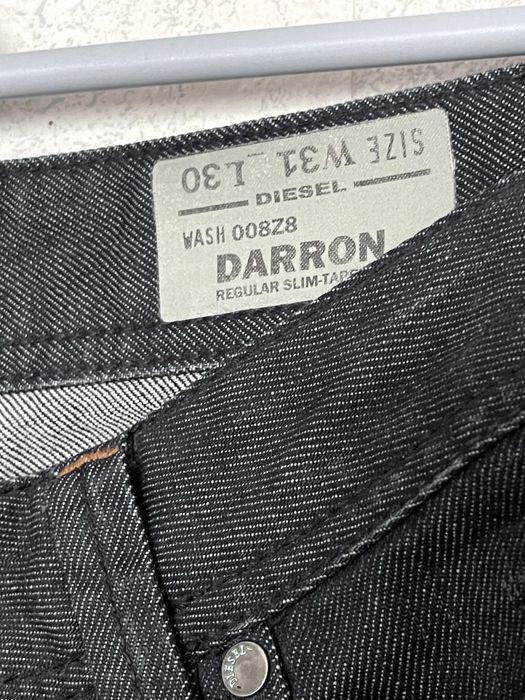 SIZE W31 L30
DIESEL
WASH 008Z8
DARRON
REGULAR SLIM-TAPE
DIESEL